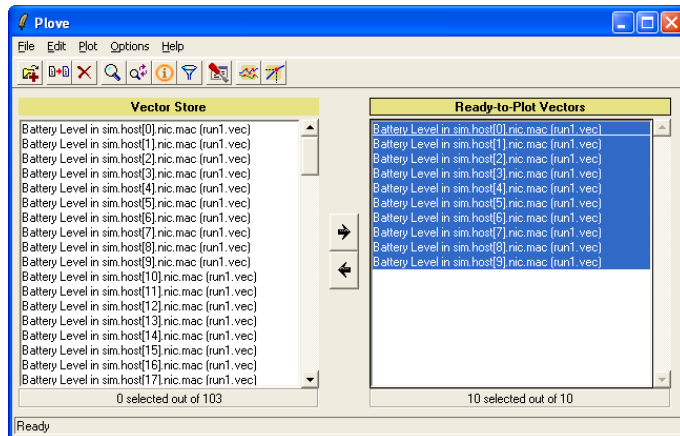 Plove
File Edit Plot Options Help
Vector Store
Battery Level in sim.host[0].nic.mac (run1.vec)
Battery Level in sim.host[1].nic.mac (run1.vec)
Battery Level in sim.host[2].nic.mac (run1.vec)
Battery Level in sim.host[3].nic.mac (run1.vec)
Battery Level in sim.host[4].nic.mac (run1.vec)
Battery Level in sim.host[5].nic.mac (run1.vec)
Battery Level in sim.host[6].nic.mac (run1.vec)
Battery Level in sim.host[7].nic.mac (run1.vec)
Battery Level in sim.host[8].nic.mac (run1.vec)
Battery Level in sim.host[9].nic.mac (run1.vec)
Battery Level in sim.host[10].nic.mac (run1.vec)
Battery Level in sim.host[11].nic.mac (run1.vec)
Battery Level in sim.host[12].nic.mac (run1.vec)
Battery Level in sim.host[13].nic.mac (run1.vec)
Battery Level in sim.host[14].nic.mac (run1.vec)
Battery Level in sim.host[15].nic.mac (run1.vec)
Battery Level in sim.host[16].nic.mac (run1.vec)
Battery Level in sim.host[17].nic.mac (run1.vec)
0 selected out of 103
Ready-to-Plot Vectors
Battery Level in sim.host[0].nic.mac (run1.vec)
Battery Level in sim.host[1].nic.mac (run1.vec)
Battery Level in sim.host[2].nic.mac (run1.vec)
Battery Level in sim.host[3].nic.mac (run1.vec)
Battery Level in sim.host[4].nic.mac (run1.vec)
Battery Level in sim.host[5].nic.mac (run1.vec)
Battery Level in sim.host[6].nic.mac (run1.vec)
Battery Level in sim.host[7].nic.mac (run1.vec)
Battery Level in sim.host[8].nic.mac (run1.vec)
Battery Level in sim.host[9].nic.mac (run1.vec)
10 selected out of 10
Ready